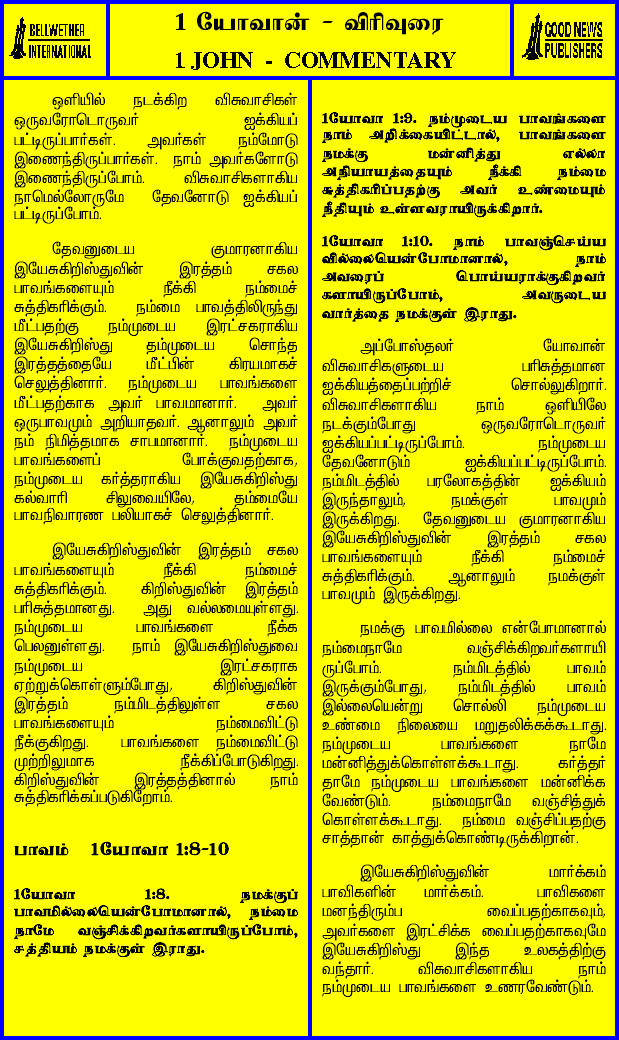 BELLWETHER
INTERNATIONAL
1 யோவான் - விரிவுரை
1 JOHN - COMMENTARY
GOOD NEWS
PUBLISHERS
ஒளியில் நடக்கிற விசுவாசிகள்
ஒருவரோடொருவர் ஐக்கியப்
பட்டிருப்பார்கள். அவர்கள் நம்மோடு
இணைந்திருப்பார்கள். நாம் அவர்களோடு
இணைந்திருப்போம். விசுவாசிகளாகிய
நாமெல்லோருமே தேவனோடு ஐக்கியப்
பட்டிருப்போம்.
தேவனுடைய குமாரனாகிய
இயேசுகிறிஸ்துவின் இரத்தம் சகல
பாவங்களையும் நீக்கி நம்மைச்
சுத்திகரிக்கும். நம்மை பாவத்திலிருந்து
மீட்பதற்கு நம்முடைய இரட்சகராகிய
இயேசுகிறிஸ்து தம்முடைய சொந்த
இரத்தத்தையே மீட்பின் கிரயமாகச்
செலுத்தினார். நம்முடைய பாவங்களை
மீட்பதற்காக அவர் பாவமானார். அவர்
ஒருபாவமும் அறியாதவர். ஆனாலும் அவர்
நம் நிமித்தமாக சாபமானார். நம்முடைய
பாவங்களைப் போக்குவதற்காக,
நம்முடைய கர்த்தராகிய இயேசுகிறிஸ்து
கல்வாரி சிலுவையிலே, தம்மையே
பாவநிவாரண பலியாகச் செலுத்தினார்.
இயேசுகிறிஸ்துவின் இரத்தம் சகல
பாவங்களையும் நீக்கி நம்மைச்
சுத்திகரிக்கும். கிறிஸ்துவின் இரத்தம்
பரிசுத்தமானது. அது வல்லமையுள்ளது.
நம்முடைய பாவங்களை நீக்க
பெலனுள்ளது. நாம் இயேசுகிறிஸ்துவை
நம்முடைய இரட்சகராக
ஏற்றுக்கொள்ளும்போது, கிறிஸ்துவின்
இரத்தம் நம்மிடத்திலுள்ள சகல
பாவங்களையும் நம்மைவிட்டு
நீக்குகிறது. பாவங்களை நம்மைவிட்டு
முற்றிலுமாக நீக்கிப்போடுகிறது.
கிறிஸ்துவின் இரத்தத்தினால் நாம்
சுத்திகரிக்கப்படுகிறோம்.
பாவம் 1யோவா 1:8-10
1யோவா 1:8. நமக்குப்
பாவமில்லையென்போமானால், நம்மை
நாமே வஞ்சிக்கிறவர்களாயிருப்போம்,
சத்தியம் நமக்குள் இராது.
1யோவா 1:9. நம்முடைய பாவங்களை
நாம் அறிக்கையிட்டால், பாவங்களை
நமக்கு மன்னித்து எல்லா
அநியாயத்தையும் நீக்கி நம்மை
சுத்திகரிப்பதற்கு அவர் உண்மையும்
நீதியும் உள்ளவராயிருக்கிறார்.
1யோவா 1:10. நாம் பாவஞ்செய்ய
வில்லையென்போமானால், நாம்
அவரைப் பொய்யராக்குகிறவர்
களாயிருப்போம், அவருடைய
வார்த்தை நமக்குள் இராது.
அப்போஸ்தலர் யோவான்
விசுவாசிகளுடைய பரிசுத்தமான
ஐக்கியத்தைப்பற்றிச் சொல்லுகிறார்.
விசுவாசிகளாகிய நாம் ஒளியிலே
நடக்கும்போது ஒருவரோடொருவர்
ஐக்கியப்பட்டிருப்போம். நம்முடைய
தேவனோடும் ஐக்கியப்பட்டிருப்போம்.
நம்மிடத்தில் பரலோகத்தின் ஐக்கியம்
இருந்தாலும், நமக்குள் பாவமும்
இருக்கிறது. தேவனுடைய குமாரனாகிய
இயேசுகிறிஸ்துவின் இரத்தம் சகல
பாவங்களையும் நீக்கி நம்மைச்
சுத்திகரிக்கும். ஆனாலும் நமக்குள்
பாவமும் இருக்கிறது.
நமக்கு பாவமில்லை என்போமானால்
நம்மைநாமே வஞ்சிக்கிறவர்களாயி
ருப்போம். நம்மிடத்தில் பாவம்
இருக்கும்போது, நம்மிடத்தில் பாவம்
இல்லையென்று சொல்லி நம்முடைய
உண்மை நிலையை மறுதலிக்கக்கூடாது.
நம்முடைய பாவங்களை நாமே
மன்னித்துக்கொள்ளக்கூடாது. கர்த்தர்
தாமே நம்முடைய பாவங்களை மன்னிக்க
வேண்டும். நம்மைநாமே வஞ்சித்துக்
கொள்ளக்கூடாது. நம்மை வஞ்சிப்பதற்கு
சாத்தான் காத்துக்கொண்டிருக்கிறான்.
இயேசுகிறிஸ்துவின் மார்க்கம்
பாவிகளின் மார்க்கம். பாவிகளை
மனந்திரும்ப வைப்பதற்காகவும்,
அவர்களை இரட்சிக்க வைப்பதற்காகவுமே
இயேசுகிறிஸ்து இந்த உலகத்திற்கு
வந்தார். விசுவாசிகளாகிய நாம்
நம்முடைய பாவங்களை உணரவேண்டும்.